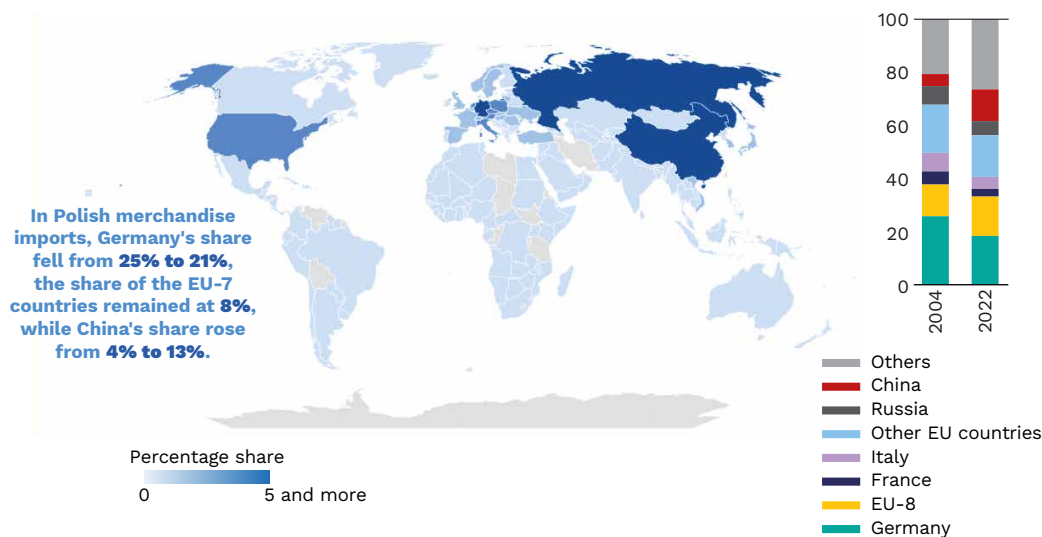 In Polish merchandise
imports, Germany's share
fell from 25% to 21%,
the share of the EU-7
countries remained at 8%,
while China's share rose
from 4% to 13%.
Percentage share
0
5 and more
100
80
60
40
20
0
2004
2022
Others
China
Russia
Other EU countries
Italy
France
EU-8
Germany